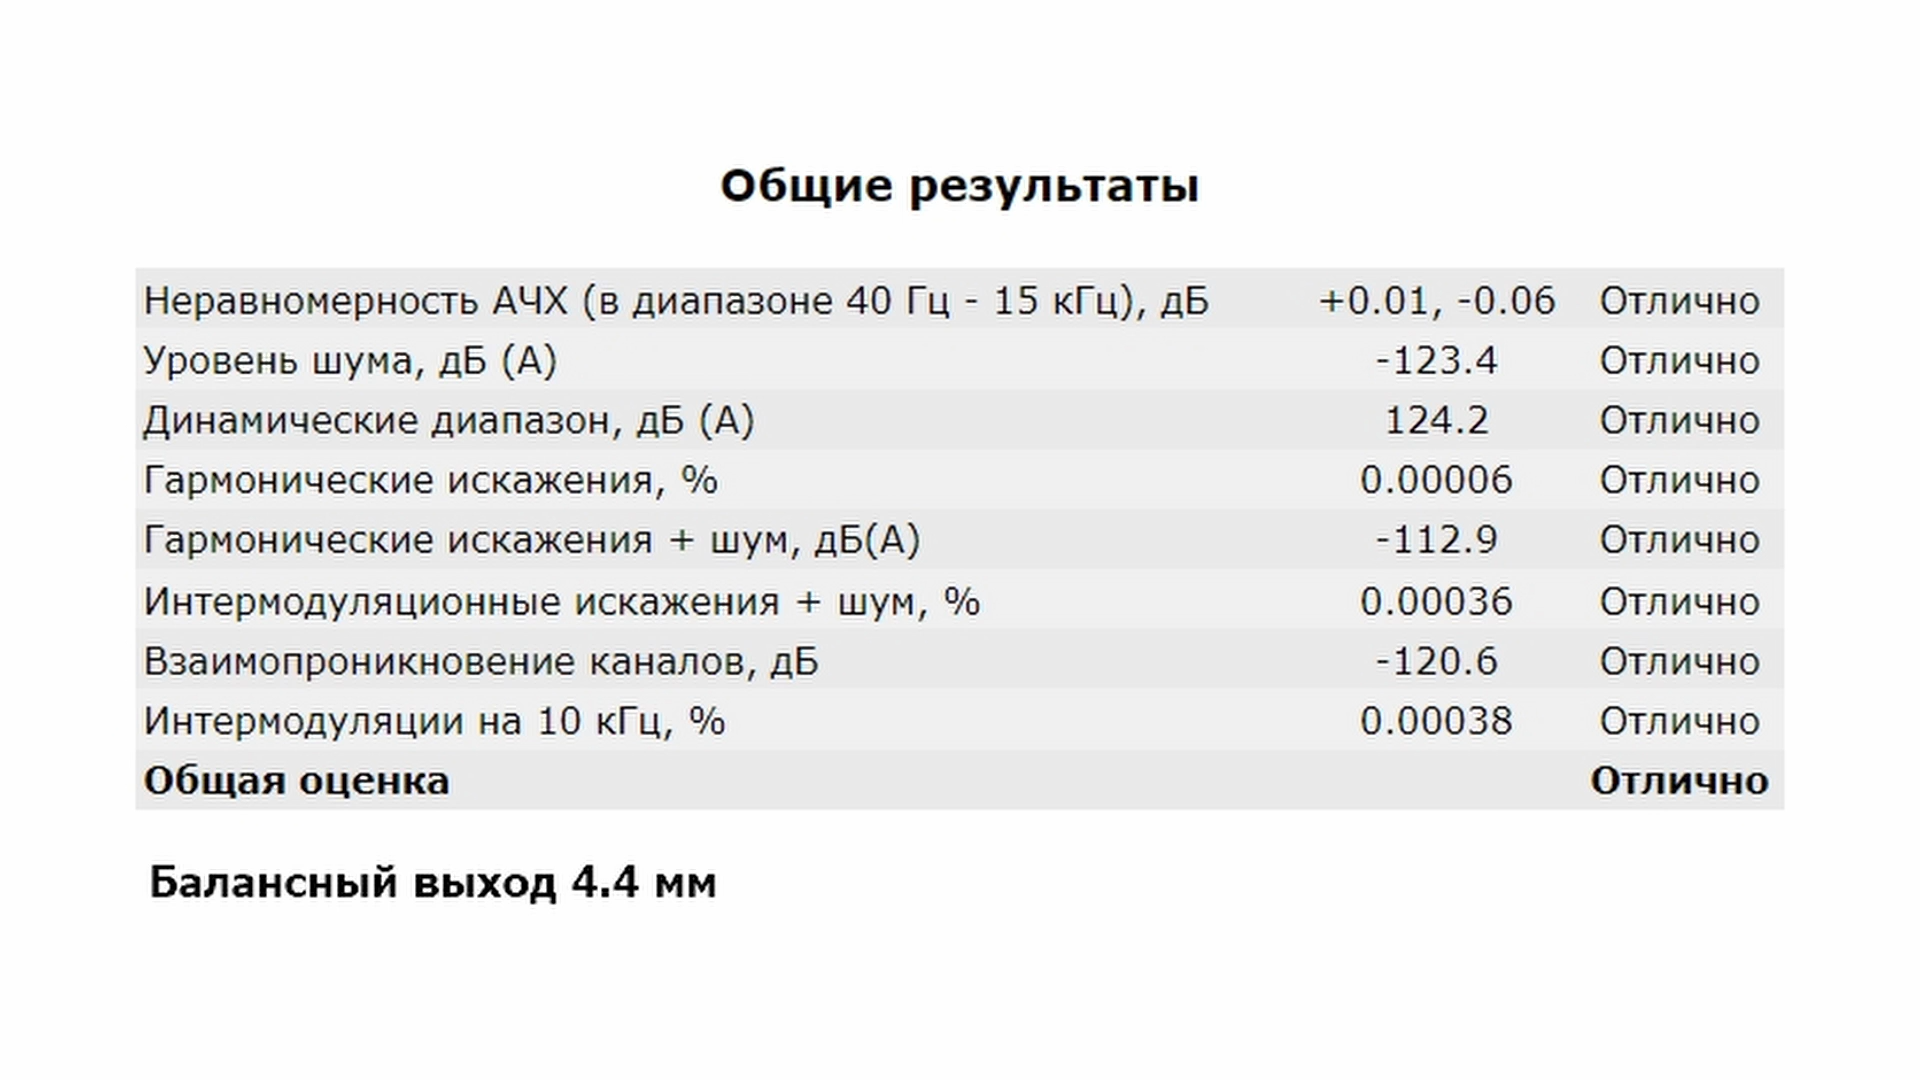 Общие результаты
Неравномерность АЧХ (в диапазоне 40 Гц - 15 кГц), дБ +0.01, -0.06 Отлично
Уровень шума, дБ (А) -123.4 Отлично
Динамические диапазон, дБ (А) 124.2 Отлично
Гармонические искажения, % 0.00006 Отлично
Гармонические искажения + шум, дБ(А) -112.9 Отлично
Интермодуляционные искажения + шум, % 0.00036 Отлично
Взаимопроникновение каналов, дБ -120.6 Отлично
Интермодуляции на 10 кГц, % 0.00038 Отлично
Общая оценка Отлично
Балансный выход 4.4 мм